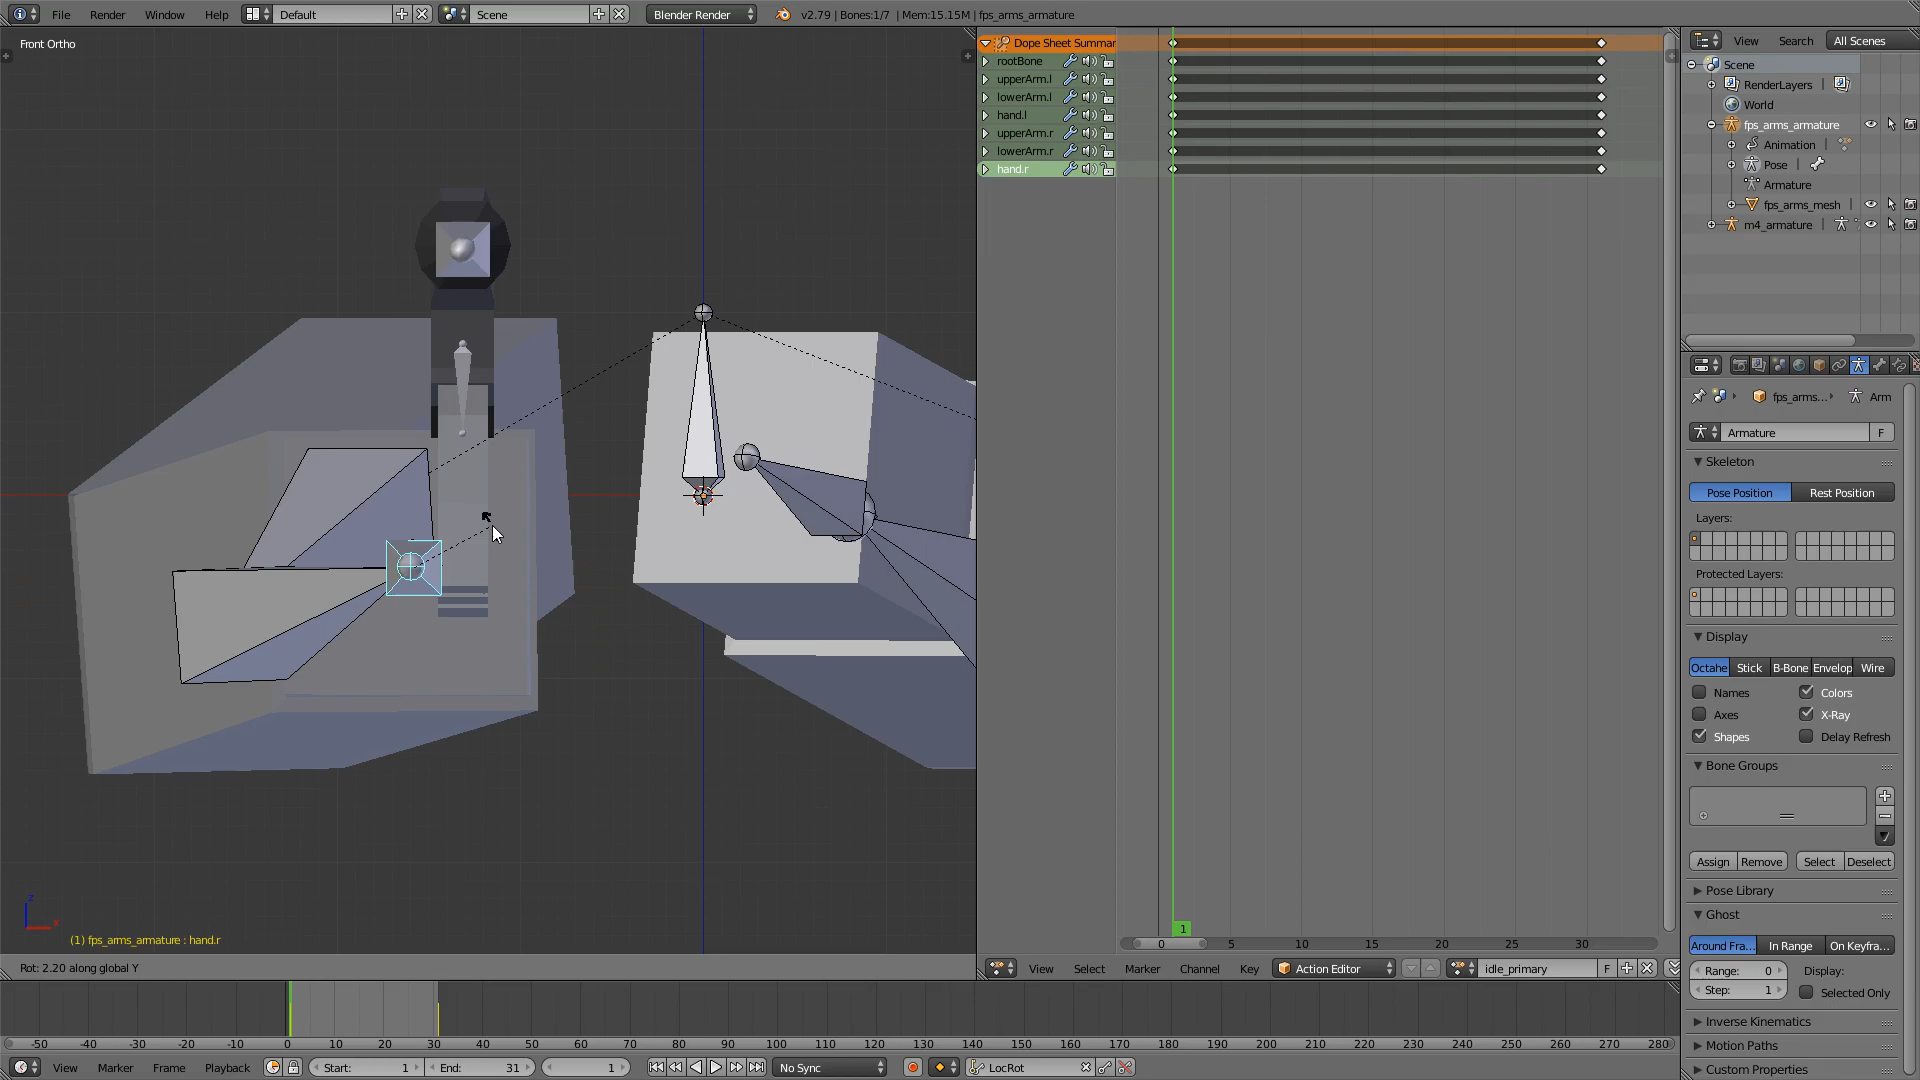 File
Render
Window
Help
Default
Scene
Blender Render
v2.79 | Bones:1/7 | Mem:15.15M | fps_arms_armature
Front Ortho
(1) fps_arms_armature : hand.r
Rot: 2.20 along global Y
Dope Sheet Summar
rootBone
upperArm.l
lowerArm.l
hand.l
upperArm.r
lowerArm.r
hand.r
1
0 5 10 15 20 25 30
View Select Marker Channel Key Action Editor idle_primary F
-50 -40 -30 -20 -10 0 10 20 30 40 50 60 70 80 90 100 110 120 130 140 150 160 170 180 190 200 210 220 230 240 250 260 270 280
View Marker Frame Playback Start: 1 End: 31 1 No Sync LocRot
View Search All Scenes
Scene
RenderLayers
World
fps_arms_armature
Animation
Pose
Armature
fps_arms_mesh
m4_armature
fps_arms... Arm
Armature F
Skeleton
Pose Position Rest Position
Layers:
Protected Layers:
Display
Octahe Stick B-Bone Envelop Wire
Names Colors
Axes X-Ray
Shapes Delay Refresh
Bone Groups
Assign Remove Select Deselect
Pose Library
Ghost
Around Fra... In Range On Keyfra...
Range: 0 Display:
Step: 1 Selected Only
Inverse Kinematics
Motion Paths
Custom Properties